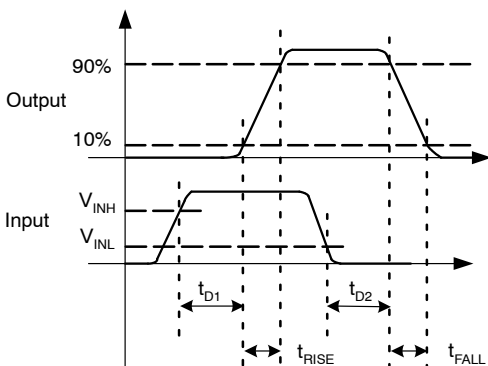 90%
Output
10%
V_INH
Input
V_INL
t_D1
t_D2
t_RISE
t_FALL